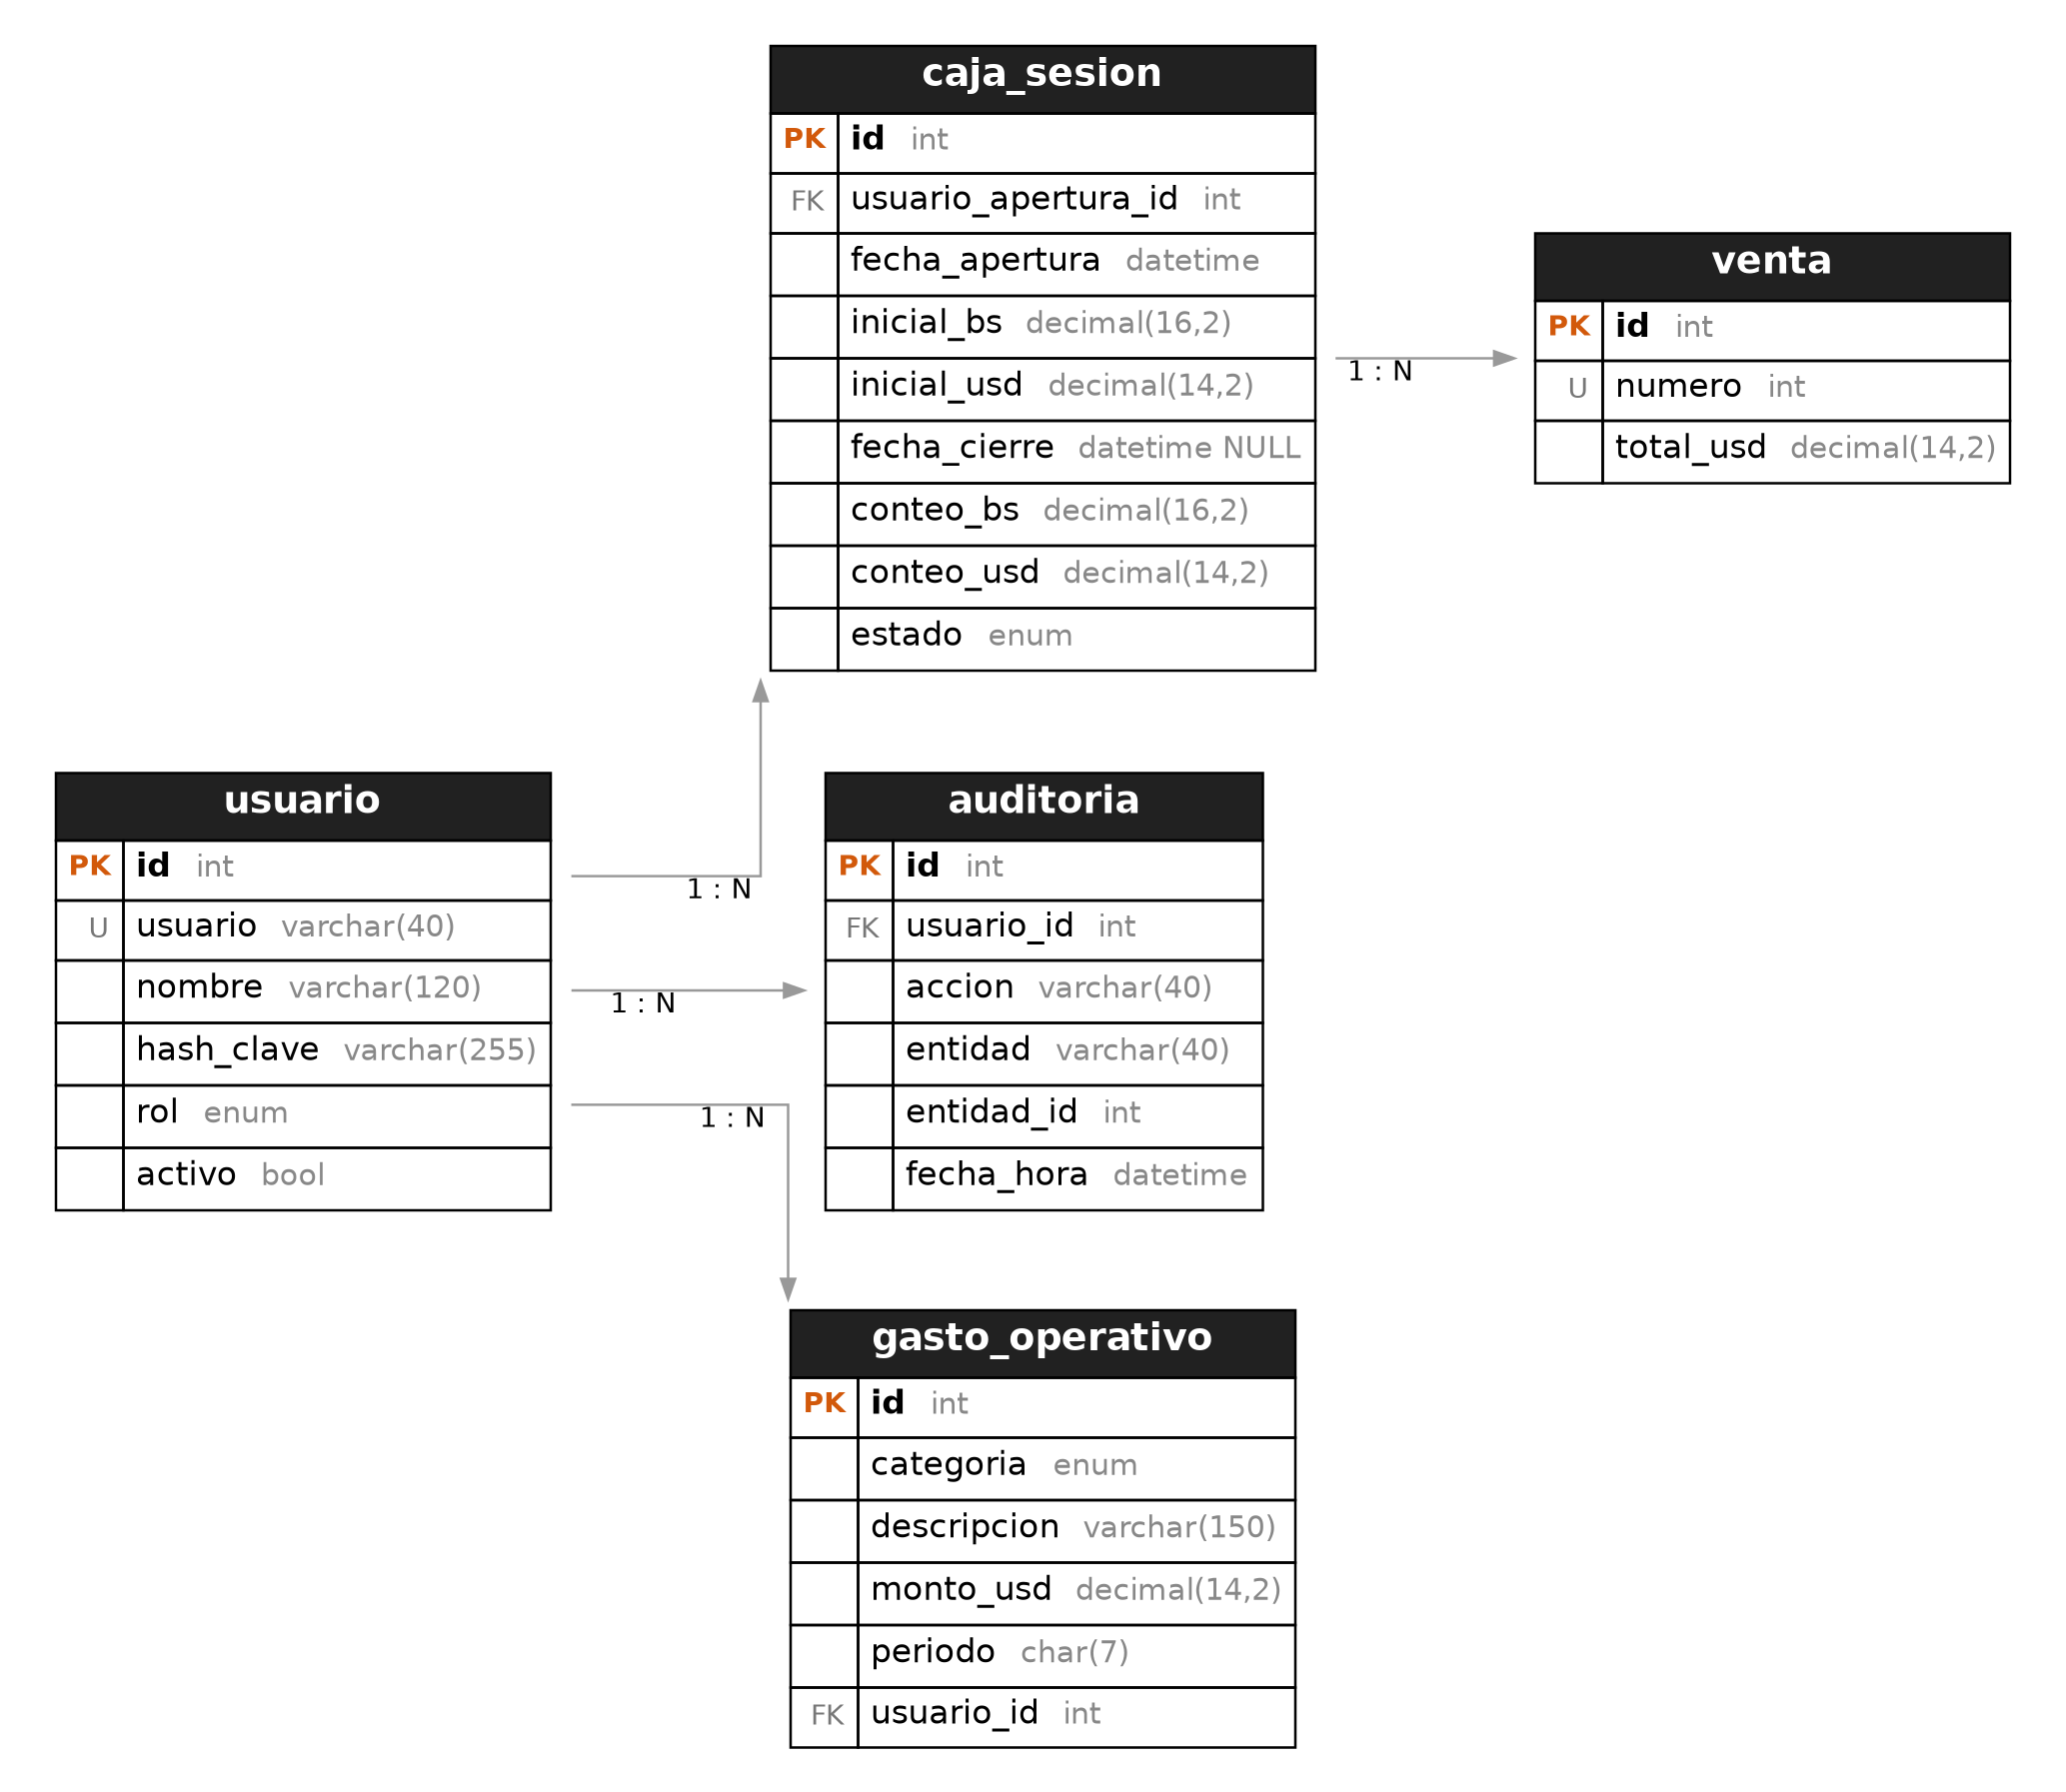 caja_sesion
PK id int
FK usuario_apertura_id int
fecha_apertura datetime
inicial_bs decimal(16,2)
inicial_usd decimal(14,2)
fecha_cierre datetime NULL
conteo_bs decimal(16,2)
conteo_usd decimal(14,2)
estado enum
1 : N
venta
PK id int
U numero int
total_usd decimal(14,2)
usuario
PK id int
U usuario varchar(40)
nombre varchar(120)
hash_clave varchar(255)
rol enum
activo bool
1 : N
1 : N
1 : N
auditoria
PK id int
FK usuario_id int
accion varchar(40)
entidad varchar(40)
entidad_id int
fecha_hora datetime
gasto_operativo
PK id int
categoria enum
descripcion varchar(150)
monto_usd decimal(14,2)
periodo char(7)
FK usuario_id int